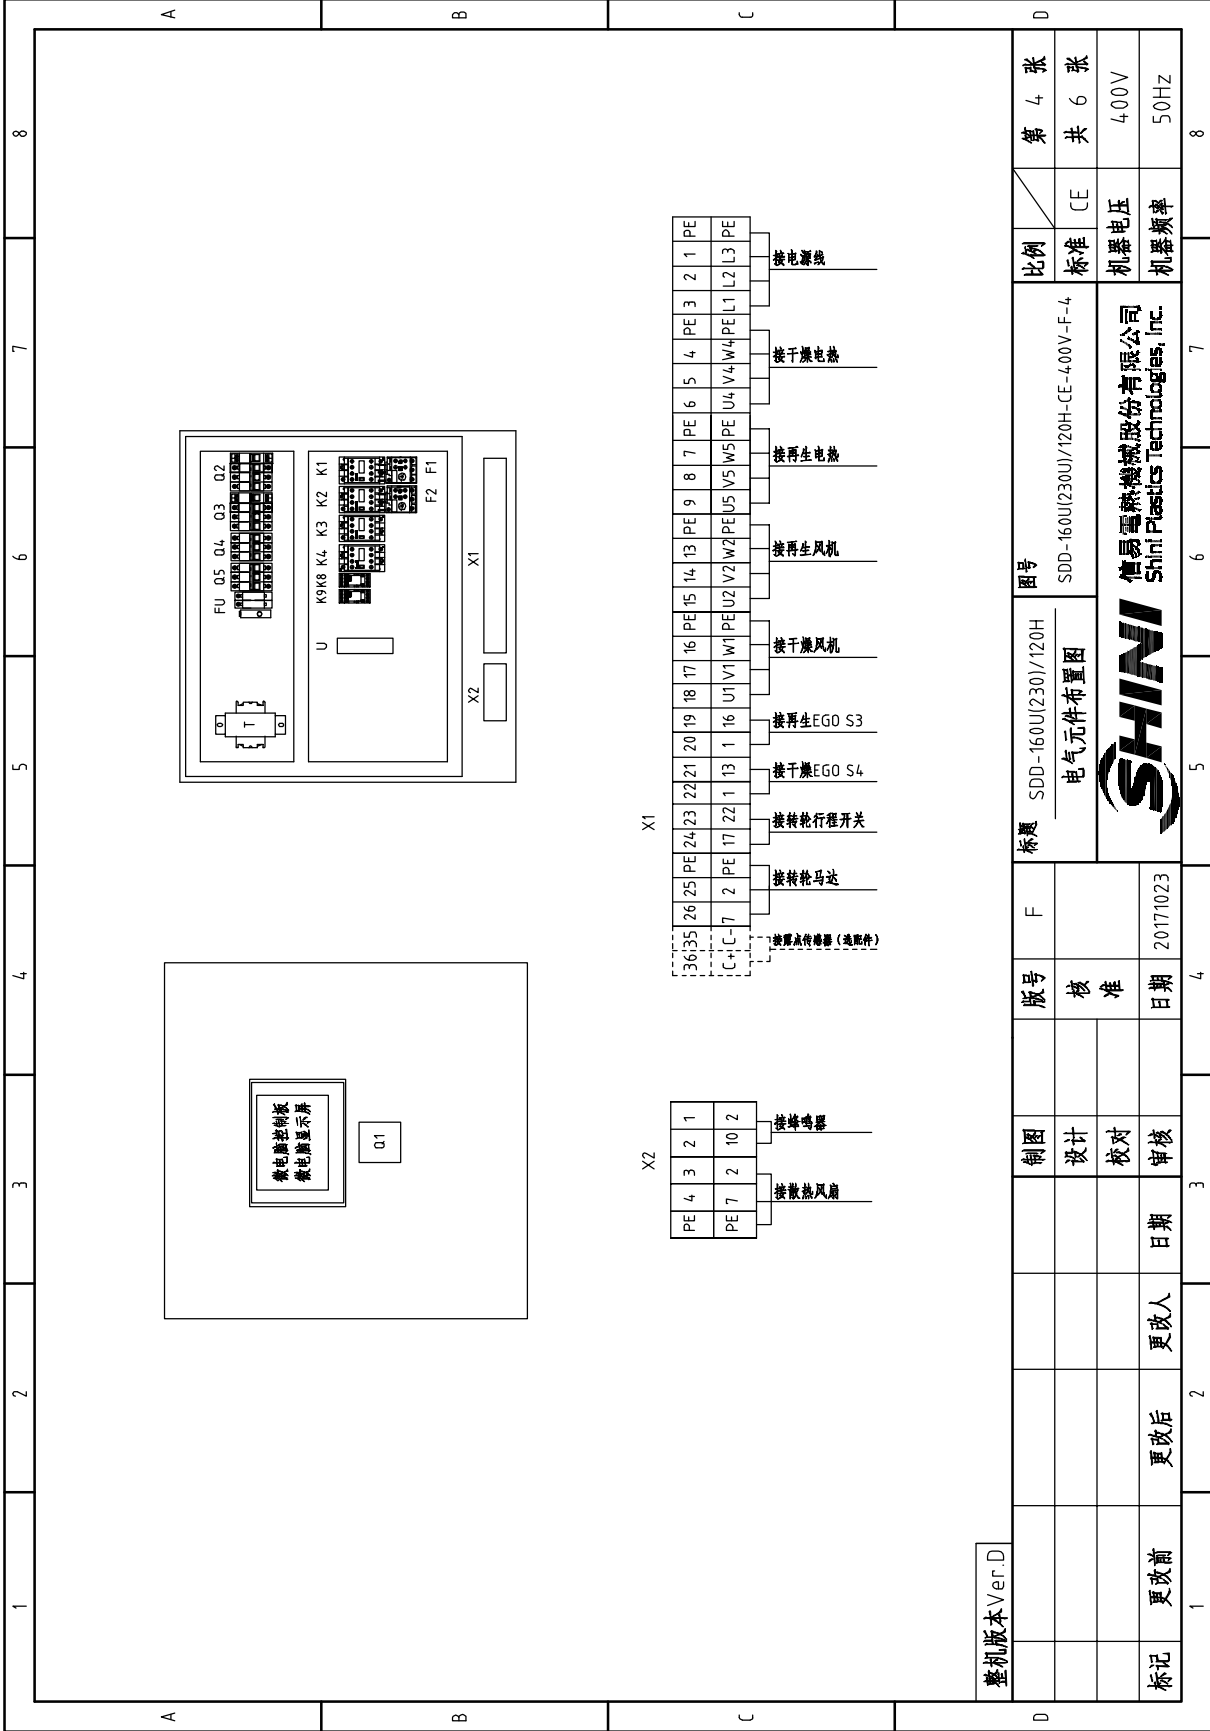 1 2 3 4 5 6 7 8
A
B
C
D
微电脑控制板
微电脑显示屏
Q1
T
FU Q5 Q4 Q3 Q2
U
K9 K8 K4 K3 K2 K1
F2 F1
X2 X1
X2
PE 4 3 2 1
PE 7 2 10 2
接散热风扇
接蜂鸣器
X1
36 35 26 25 PE 24 23 22 21 20 19 18 17 16 PE 15 14 13 PE 9 8 7 PE 6 5 4 PE 3 2 1 PE
C+ C- 7 2 PE 17 22 1 13 1 16 U1 V1 W1 PE U2 V2 W2 PE U5 V5 W5 PE U4 V4 W4 PE L1 L2 L3 PE
接露点传感器（选配件）
接转轮马达
接转轮行程开关
接干燥EGO S4
接再生EGO S3
接干燥风机
接再生风机
接再生电热
接干燥电热
接电源线
整机版本Ver.D
标记 更改前 更改后 更改人 日期
制图
设计
校对
审核
版号 F
核准
日期 20171023
标题 SDD-160U(230)/120H
电气元件布置图
图号
SDD-160U(230U)/120H-CE-400V-F-4
SHINI
信易電熱機械股份有限公司
Shini Plastics Technologies, Inc.
比例
第 4 张
标准 CE
共 6 张
机器电压 400V
机器频率 50Hz
1 2 3 4 5 6 7 8
A
B
C
D